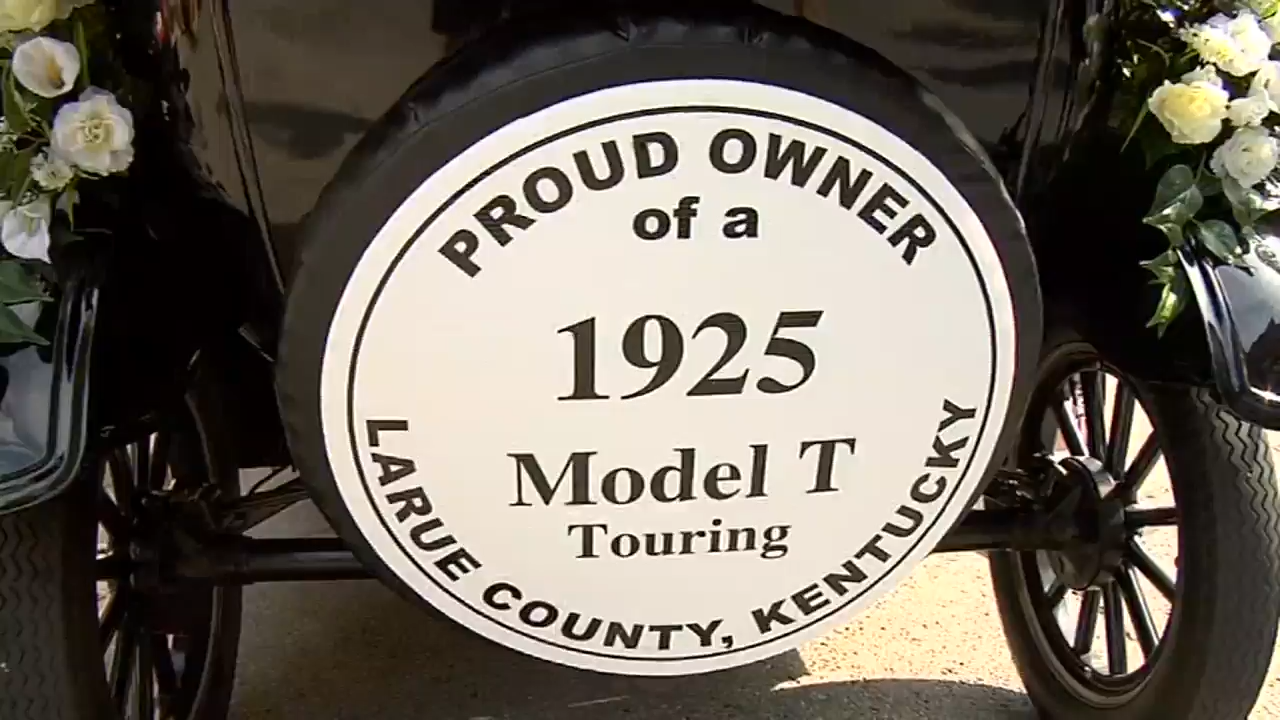 PROUD OWNER
of a
1925
Model T
Touring
LARUE COUNTY, KENTUCKY